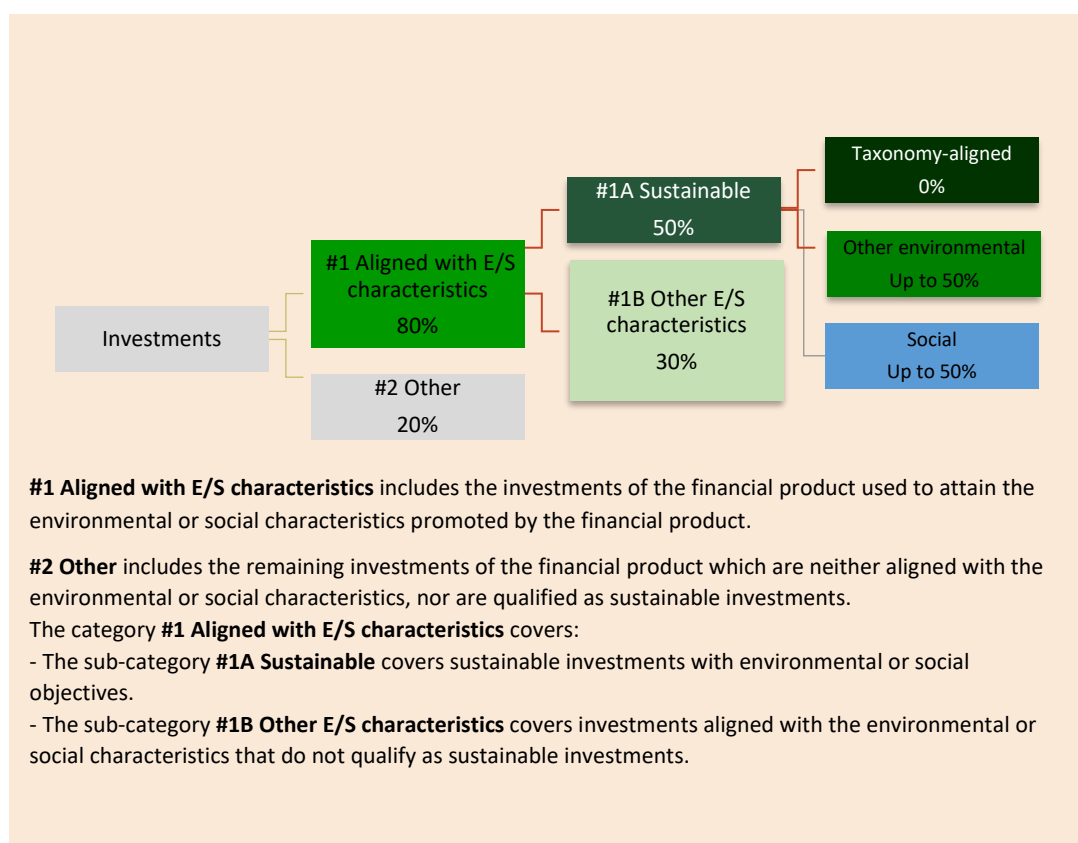 Investments
#1 Aligned with E/S
characteristics
80%
#2 Other
20%
#1A Sustainable
50%
#1B Other E/S
characteristics
30%
Taxonomy-aligned
0%
Other environmental
Up to 50%
Social
Up to 50%
#1 Aligned with E/S characteristics includes the investments of the financial product used to attain the
environmental or social characteristics promoted by the financial product.
#2 Other includes the remaining investments of the financial product which are neither aligned with the
environmental or social characteristics, nor are qualified as sustainable investments.
The category #1 Aligned with E/S characteristics covers:
- The sub-category #1A Sustainable covers sustainable investments with environmental or social
objectives.
- The sub-category #1B Other E/S characteristics covers investments aligned with the environmental or
social characteristics that do not qualify as sustainable investments.